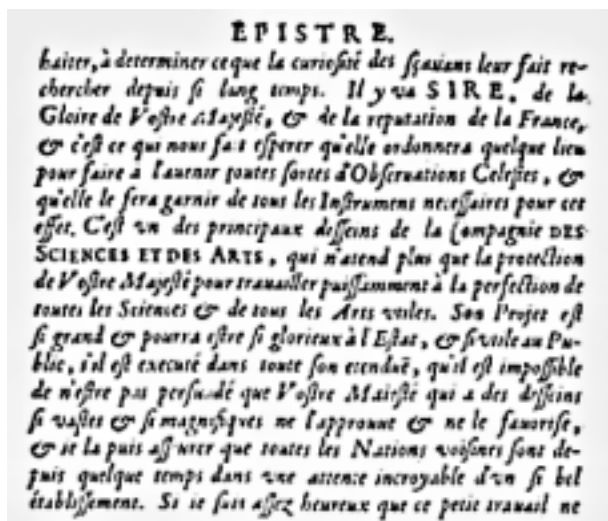 EPISTRE.
haiter, à determiner ce que la curiosité des sçauans leur fait re-
chercher depuis si long temps. Il y va SIRE, de la
Gloire de Vostre Majesté, & de la reputation de la France,
& c'est ce qui nous fait esperer qu'elle ordonnera quelque lieu
pour faire a l'auenir toutes sortes d'Obseruations Celestes, &
qu'elle le fera garnir de tous les Instrumens necessaires pour cet
effet. C'est vn des principaux desseins de la Compagnie DES
SCIENCES ET DES ARTS, qui n'atend plus que la protection
de Vostre Majesté pour trauailler puissamment à la perfection de
toutes les Sciences & de tous les Arts vtiles. Son Projet est
si grand & pourra estre si glorieux à l'Estat, & si vtile au Pu-
blic, s'il est executé dans toute son etenduë, qu'il est impossible
de n'estre pas persuadé que Vostre Maiesté qui a des desseins
si vastes & si magnifiques ne l'approuue & ne le fauorise,
& ie la puis assurer que toutes les Nations voisines sont de-
puis quelque temps dans vne attente incroyable d'vn si bel
établissement. Si ie suis assez heureux que ce petit trauail ne